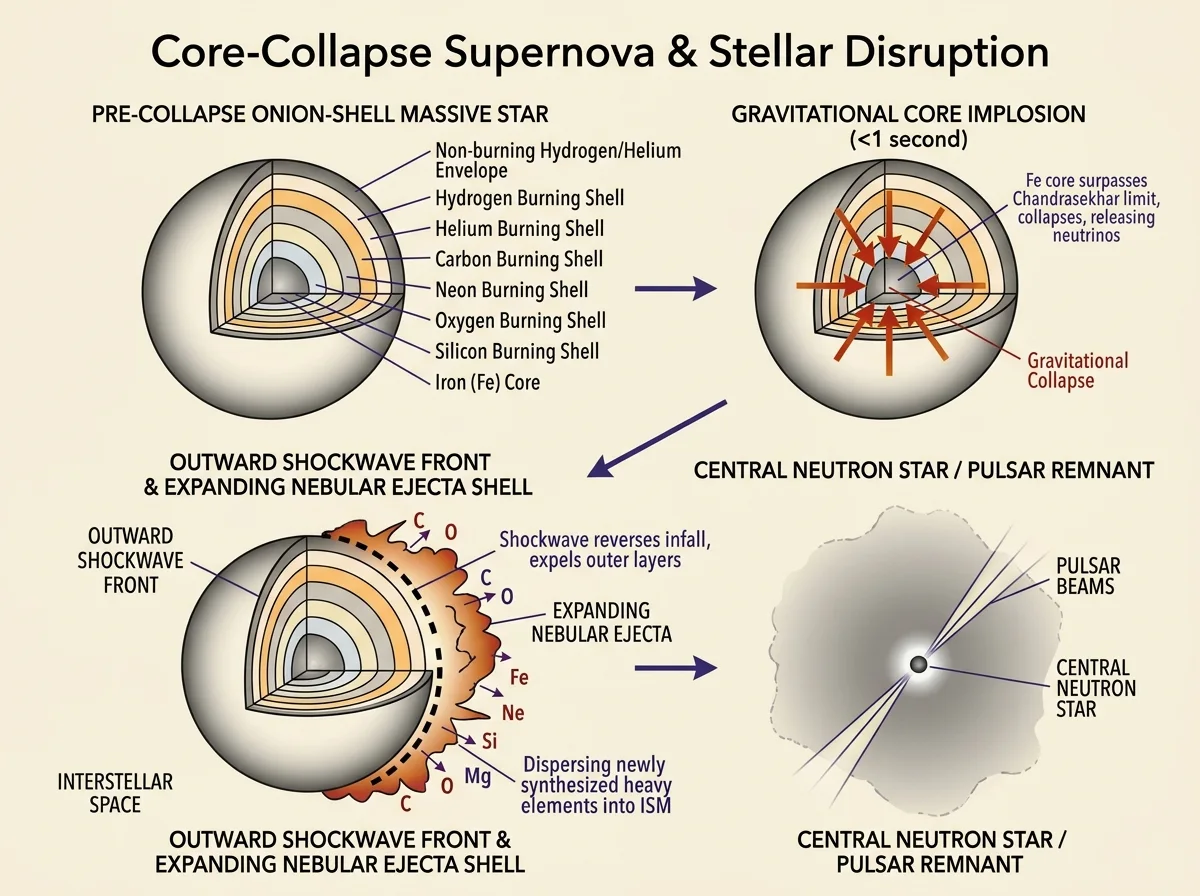 Core-Collapse Supernova & Stellar Disruption
PRE-COLLAPSE ONION-SHELL MASSIVE STAR
Non-burning Hydrogen/Helium
Envelope
Hydrogen Burning Shell
Helium Burning Shell
Carbon Burning Shell
Neon Burning Shell
Oxygen Burning Shell
Silicon Burning Shell
Iron (Fe) Core
GRAVITATIONAL CORE IMPLOSION
(<1 second)
Fe core surpasses
Chandrasekhar limit,
collapses, releasing
neutrinos
Gravitational
Collapse
OUTWARD SHOCKWAVE FRONT
& EXPANDING NEBULAR EJECTA SHELL
OUTWARD
SHOCKWAVE
FRONT
C
O
Shockwave reverses infall,
expels outer layers
C
O
EXPANDING
NEBULAR EJECTA
Fe
Ne
Si
Mg
O
C
Dispersing newly
synthesized heavy
elements into ISM
INTERSTELLAR
SPACE
OUTWARD SHOCKWAVE FRONT &
EXPANDING NEBULAR EJECTA SHELL
CENTRAL NEUTRON STAR / PULSAR REMNANT
PULSAR
BEAMS
CENTRAL
NEUTRON
STAR
CENTRAL NEUTRON STAR /
PULSAR REMNANT